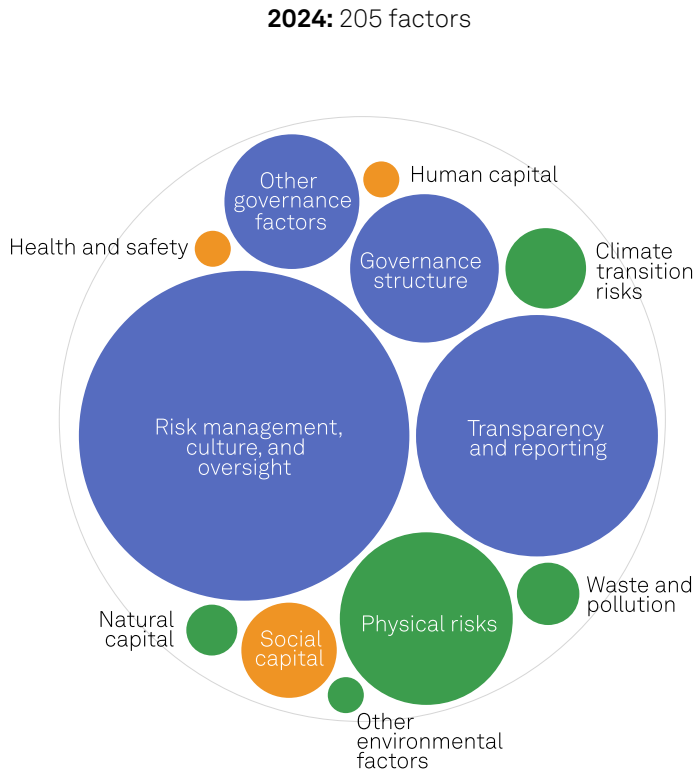 2024: 205 factors
Other
governance
factors
Human capital
Health and safety
Governance
structure
Climate
transition
risks
Risk management,
culture, and
oversight
Transparency
and reporting
Natural
capital
Social
capital
Physical risks
Waste and
pollution
Other
environmental
factors